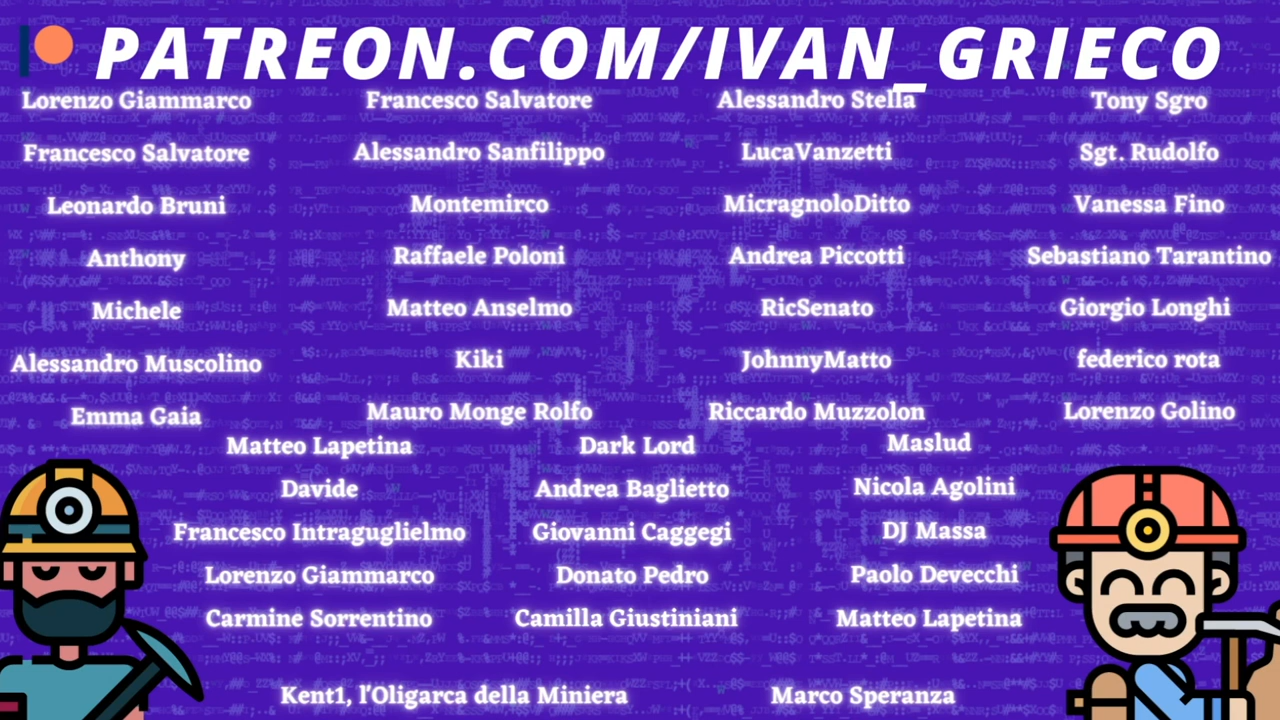 PATREON.COM/IVAN_GRIECO
Lorenzo Giammarco Francesco Salvatore Alessandro Stella Tony Sgro
Francesco Salvatore Alessandro Sanfilippo LucaVanzetti Sgt. Rudolfo
Leonardo Bruni Montemirco MicragnoloDitto Vanessa Fino
Anthony Raffaele Poloni Andrea Piccotti Sebastiano Tarantino
Michele Matteo Anselmo RicSenato Giorgio Longhi
Alessandro Muscolino Kiki JohnnyMatto federico rota
Emma Gaia Mauro Monge Rolfo Riccardo Muzzolon Lorenzo Golino
Matteo Lapetina Dark Lord Maslud
Davide Andrea Baglietto Nicola Agolini
Francesco Intraguglielmo Giovanni Caggegi DJ Massa
Lorenzo Giammarco Donato Pedro Paolo Devecchi
Carmine Sorrentino Camilla Giustiniani Matteo Lapetina
Kent1, l'Oligarca della Miniera Marco Speranza